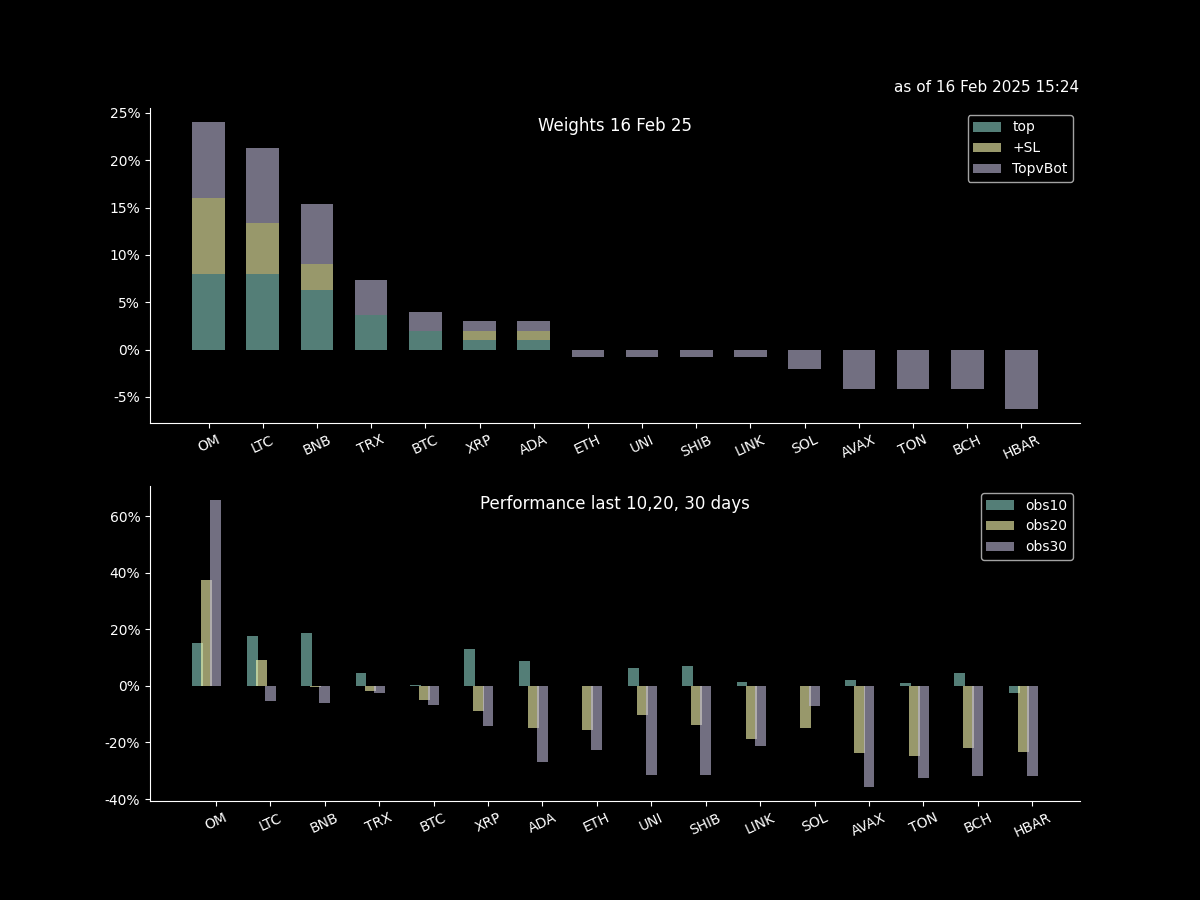 as of 16 Feb 2025 15:24
Weights 16 Feb 25
top
+SL
TopvBot
25%
20%
15%
10%
5%
0%
-5%
OM LTC BNB TRX BTC XRP ADA ETH UNI SHIB LINK SOL AVAX TON BCH HBAR
Performance last 10,20, 30 days
obs10
obs20
obs30
60%
40%
20%
0%
-20%
-40%
OM LTC BNB TRX BTC XRP ADA ETH UNI SHIB LINK SOL AVAX TON BCH HBAR